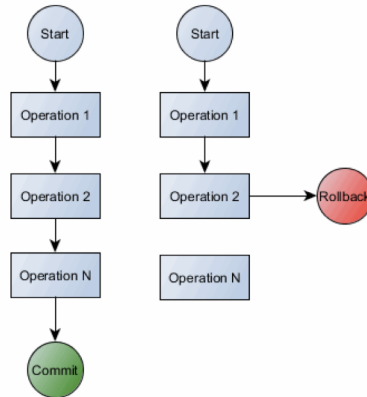 Start
Operation 1
Operation 2
Operation N
Commit
Start
Operation 1
Operation 2
Rollback
Operation N